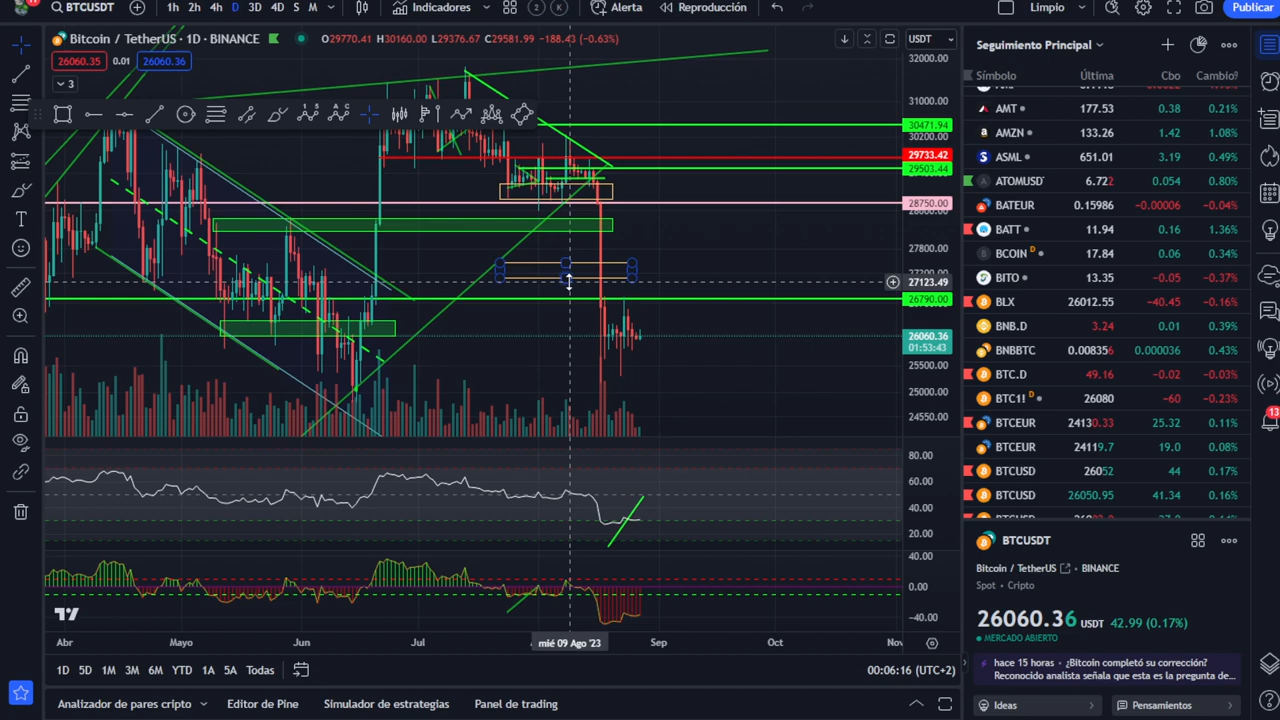 BTCUSDT 1h 2h 4h D 3D 4D S M Indicadores 2 K Alerta Reproducción Limpio Publicar
Bitcoin / TetherUS · 1D · BINANCE O29770.41 H30160.00 L29376.67 C29581.99 −188.43 (−0.63%)
26060.35 0.01 26060.36
3
USDT
32000.00
31000.00
30471.94
30200.00
29733.42
29503.44
28750.00
27800.00
27123.49
26790.00
26060.36
01:53:43
25500.00
25000.00
24550.00
80.00
60.00
40.00
20.00
40.00
0.00
−40.00
Abr Mayo Jun Jul mié 09 Ago '23 Sep Oct Nov
1D 5D 1M 3M 6M YTD 1A 5A Todas 00:06:16 (UTC+2)
Analizador de pares cripto Editor de Pine Simulador de estrategias Panel de trading
Seguimiento Principal
Símbolo Última Cbo Cambio%
AMT 177.53 0.38 0.21%
AMZN 133.26 1.42 1.08%
ASML 651.01 3.19 0.49%
ATOMUSDT 6.722 0.054 0.80%
BATEUR 0.15986 −0.00006 −0.04%
BATT 11.94 0.16 1.36%
BCOIN D 17.84 0.06 0.34%
BITO 13.35 −0.05 −0.37%
BLX 26012.55 −40.45 −0.16%
BNB.D 3.24 0.01 0.39%
BNBBTC 0.008356 0.000036 0.43%
BTC.D 49.16 −0.02 −0.03%
BTC1! D 26080 −60 −0.23%
BTCEUR 24130.33 25.32 0.11%
BTCEUR 24119.7 19.0 0.08%
BTCUSD 26052 44 0.17%
BTCUSD 26050.95 41.34 0.16%
BTCUSDT
Bitcoin / TetherUS BINANCE
Spot • Cripto
26060.36 USDT 42.99 (0.17%)
MERCADO ABIERTO
hace 15 horas • ¿Bitcoin completó su corrección?
Reconocido analista señala que esta es la pregunta de...
Ideas Pensamientos
13